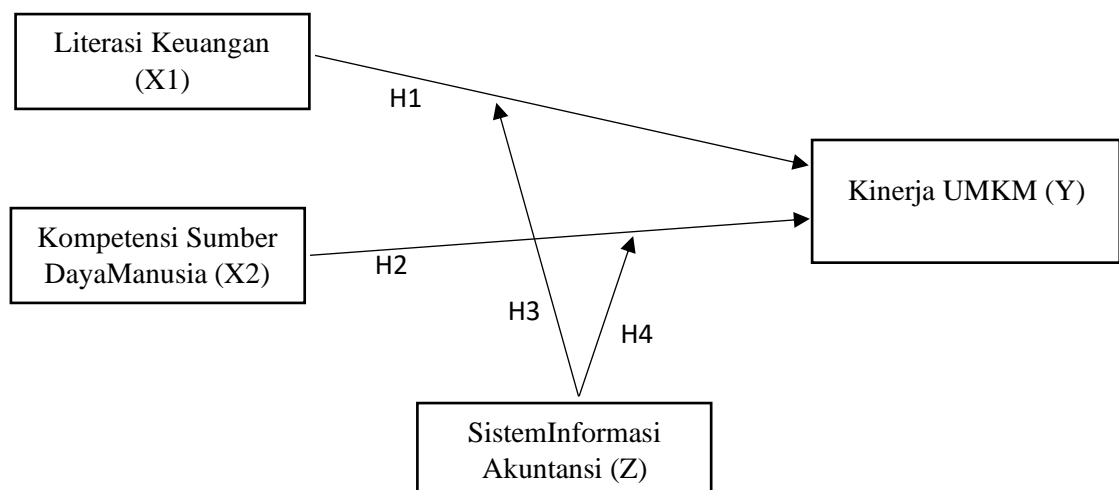 Literasi Keuangan
(X1)
H1
Kinerja UMKM (Y)
Kompetensi Sumber
DayaManusia (X2)
H2
H3
H4
SistemInformasi
Akuntansi (Z)